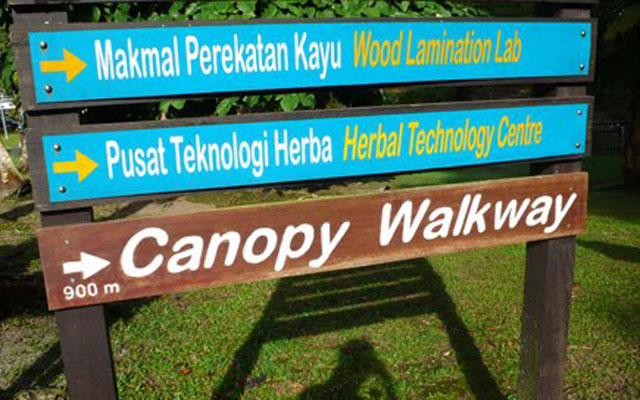 Makmal Perekatan Kayu Wood Lamination Lab
Pusat Teknologi Herba Herbal Technology Centre
Canopy Walkway
900 m